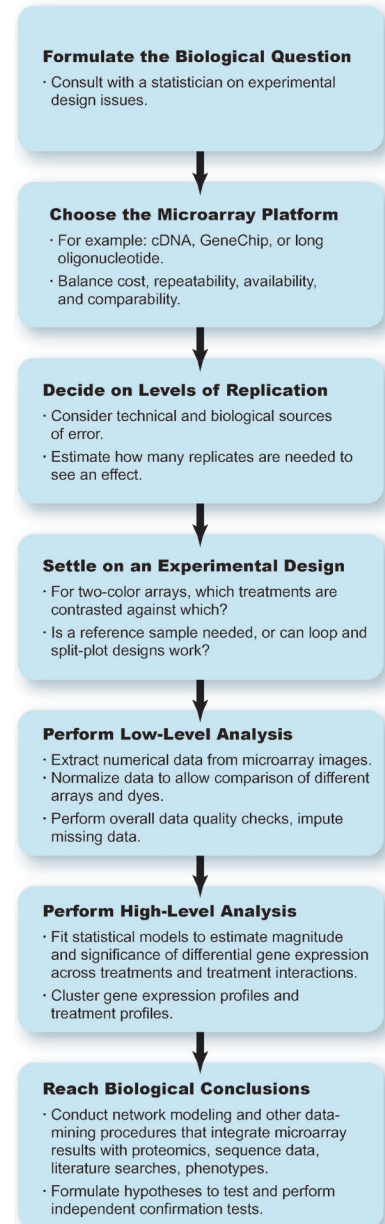 Formulate the Biological Question
· Consult with a statistician on experimental
design issues.
Choose the Microarray Platform
· For example: cDNA, GeneChip, or long
oligonucleotide.
· Balance cost, repeatability, availability,
and comparability.
Decide on Levels of Replication
· Consider technical and biological sources
of error.
· Estimate how many replicates are needed to
see an effect.
Settle on an Experimental Design
· For two-color arrays, which treatments are
contrasted against which?
· Is a reference sample needed, or can loop and
split-plot designs work?
Perform Low-Level Analysis
· Extract numerical data from microarray images.
· Normalize data to allow comparison of different
arrays and dyes.
· Perform overall data quality checks, impute
missing data.
Perform High-Level Analysis
· Fit statistical models to estimate magnitude
and significance of differential gene expression
across treatments and treatment interactions.
· Cluster gene expression profiles and
treatment profiles.
Reach Biological Conclusions
· Conduct network modeling and other data-
mining procedures that integrate microarray
results with proteomics, sequence data,
literature searches, phenotypes.
· Formulate hypotheses to test and perform
independent confirmation tests.